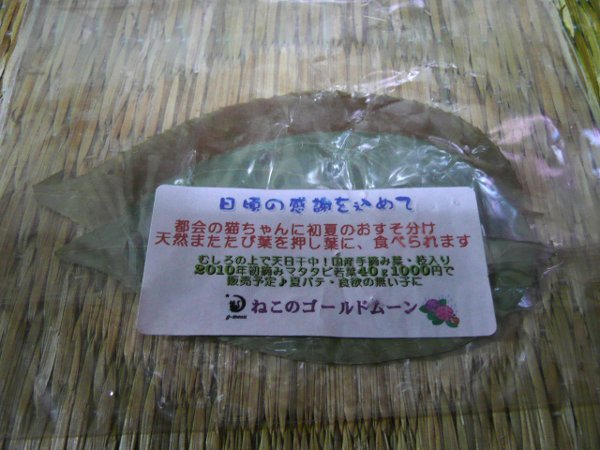 日頃の感謝を込めて
都会の猫ちゃんに初夏のおすそ分け
天然またたび葉を押し葉に、食べられます
むしろの上で天日干中！国産手摘み葉・枝入り
2010年初摘みマタタビ若葉40g1000円で
販売予定♪夏バテ・食欲の無い子に
ねこのゴールドムーン